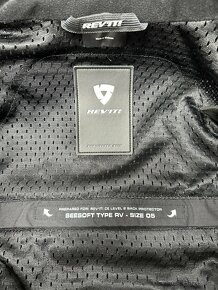 REV'IT!
REV'IT!
PREPARED FOR: REV'IT! CE LEVEL 2 BACK PROTECTOR
SEESOFT TYPE RV - SIZE 05